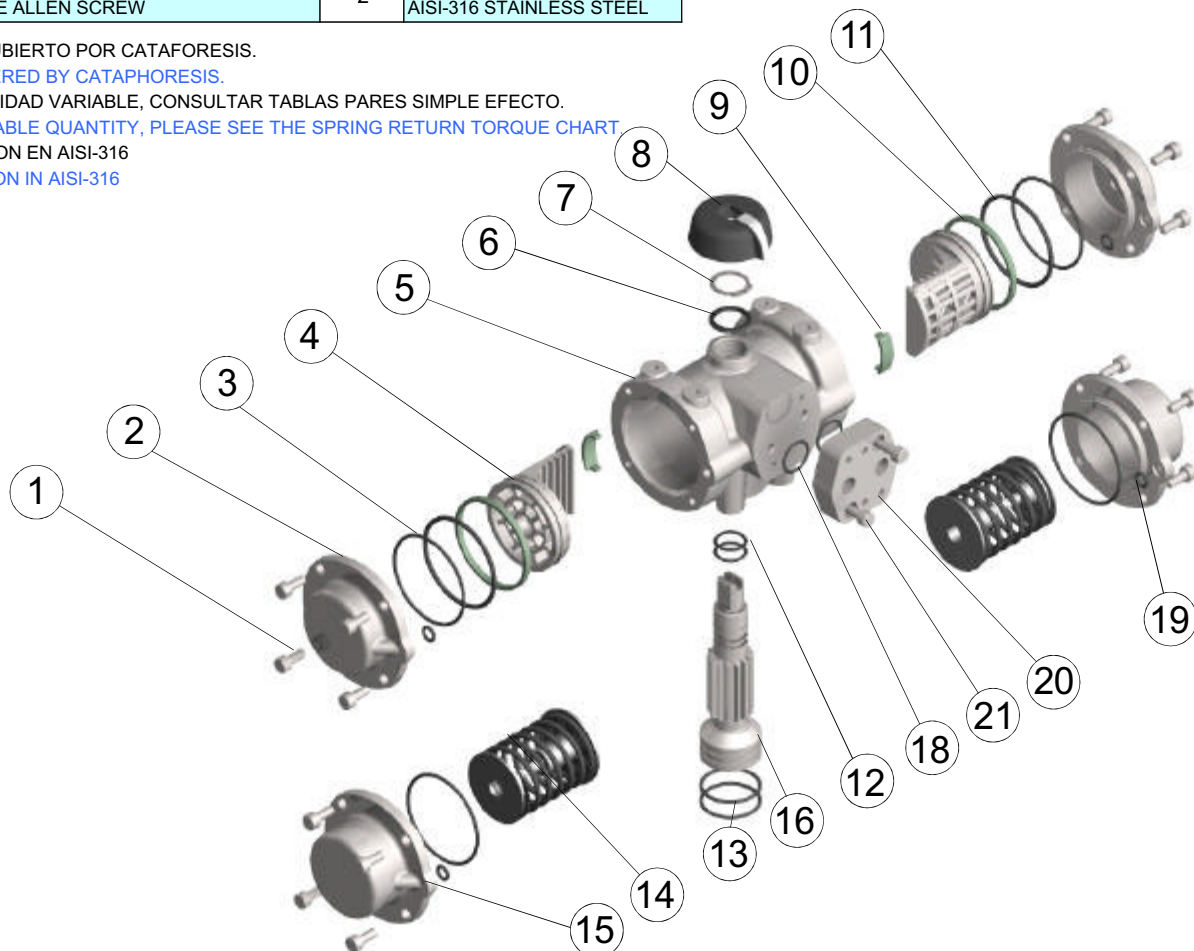 E ALLEN SCREW
2
AISI-316 STAINLESS STEEL
UBIERTO POR CATAFORESIS.
ERED BY CATAPHORESIS.
IDAD VARIABLE, CONSULTAR TABLAS PARES SIMPLE EFECTO.
ABLE QUANTITY, PLEASE SEE THE SPRING RETURN TORQUE CHART.
ON EN AISI-316
ON IN AISI-316
11
10
9
8
7
6
5
4
3
2
1
19
20
21
18
12
16
13
14
15